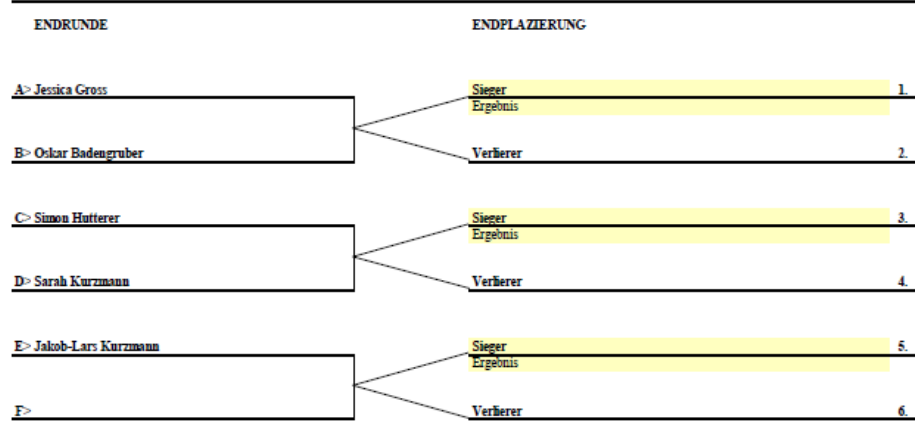 ENDRUNDE ENDPLAZIERUNG
A> Jessica Gross Sieger 1.
Ergebnis
B> Oskar Badengruber Verlierer 2.
C> Simon Hutterer Sieger 3.
Ergebnis
D> Sarah Kurzmann Verlierer 4.
E> Jakob-Lars Kurzmann Sieger 5.
Ergebnis
F> Verlierer 6.